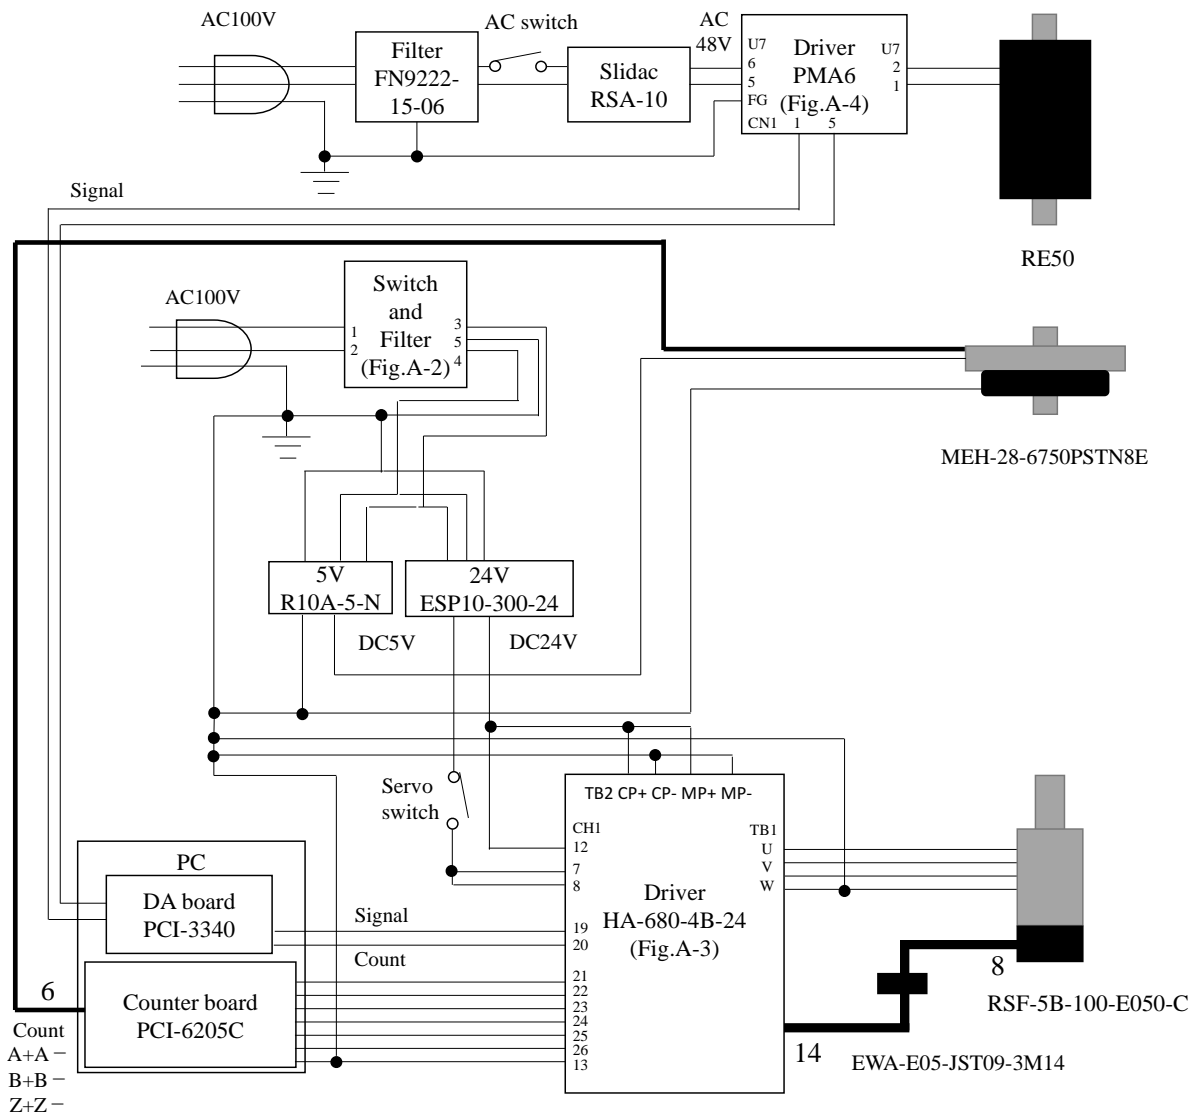 AC100V
AC switch
AC
48V
Filter
FN9222-
15-06
Slidac
RSA-10
U7
6
5
FG
CN1
1
5
Driver
PMA6
(Fig.A-4)
U7
2
1
RE50
Signal
AC100V
Switch
and
Filter
(Fig.A-2)
1
2
3
5
4
MEH-28-6750PSTN8E
5V
R10A-5-N
24V
ESP10-300-24
DC5V
DC24V
Servo
switch
TB2 CP+ CP- MP+ MP-
CH1
12
7
8
19
20
21
22
23
24
25
26
13
TB1
U
V
W
Driver
HA-680-4B-24
(Fig.A-3)
PC
DA board
PCI-3340
Signal
Count
Counter board
PCI-6205C
6
Count
A+A−
B+B−
Z+Z−
8
RSF-5B-100-E050-C
14
EWA-E05-JST09-3M14